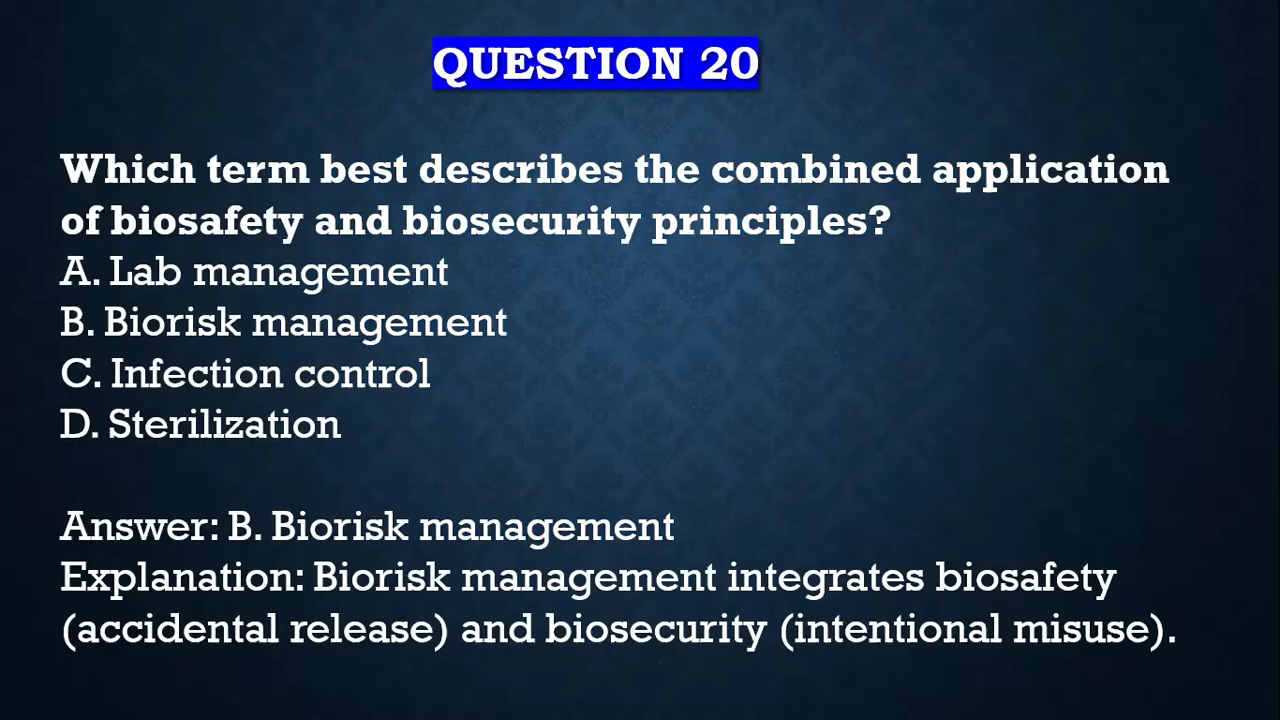 QUESTION 20
Which term best describes the combined application
of biosafety and biosecurity principles?
A. Lab management
B. Biorisk management
C. Infection control
D. Sterilization
Answer: B. Biorisk management
Explanation: Biorisk management integrates biosafety
(accidental release) and biosecurity (intentional misuse).